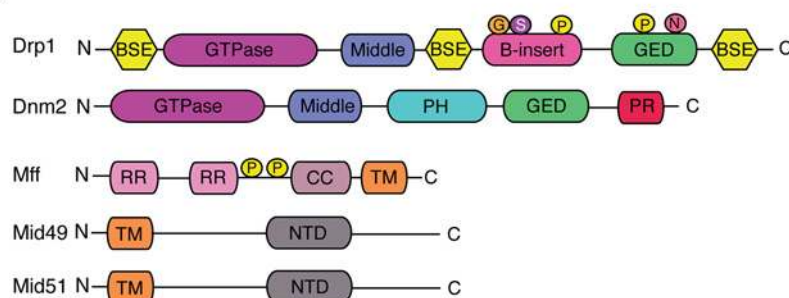 G S P P N
Drp1 N BSE GTPase Middle BSE B-insert GED BSE C
Dnm2 N GTPase Middle PH GED PR C
P P
Mff N RR RR CC TM C
Mid49 N TM NTD C
Mid51 N TM NTD C